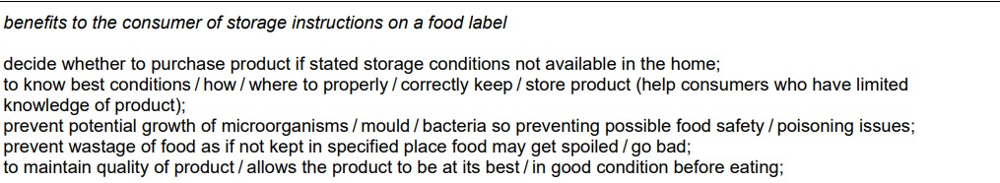 benefits to the consumer of storage instructions on a food label
decide whether to purchase product if stated storage conditions not available in the home;
to know best conditions / how / where to properly / correctly keep / store product (help consumers who have limited
knowledge of product);
prevent potential growth of microorganisms / mould / bacteria so preventing possible food safety / poisoning issues;
prevent wastage of food as if not kept in specified place food may get spoiled / go bad;
to maintain quality of product / allows the product to be at its best / in good condition before eating;